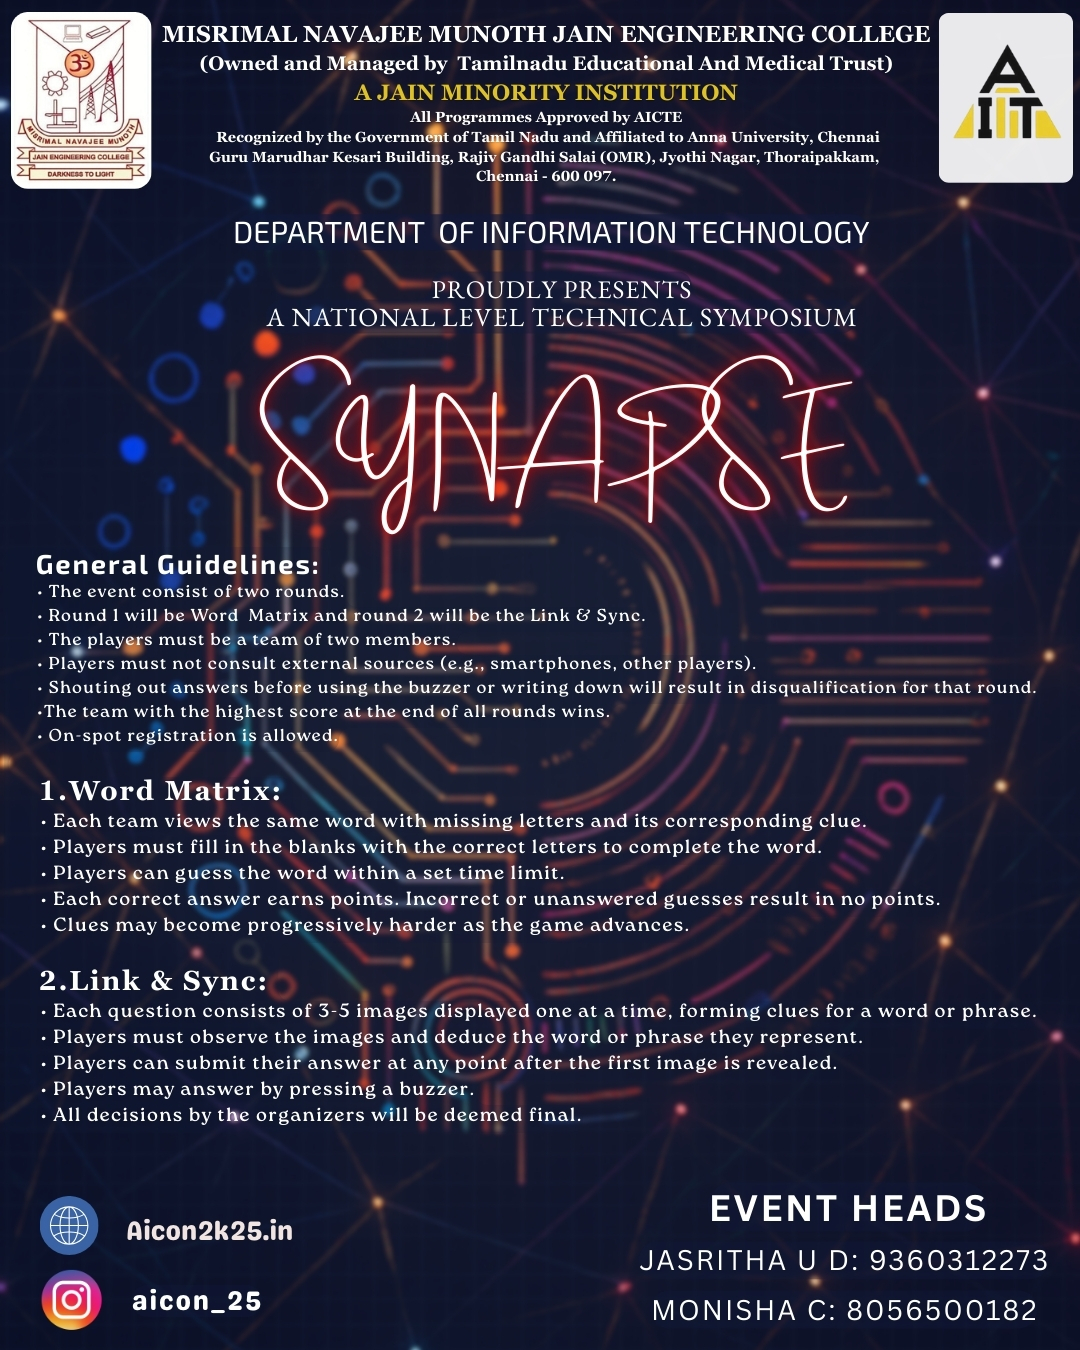 MISRIMAL NAVAJEE MUNOTH JAIN ENGINEERING COLLEGE
(Owned and Managed by Tamilnadu Educational And Medical Trust)
A JAIN MINORITY INSTITUTION
All Programmes Approved by AICTE
Recognized by the Government of Tamil Nadu and Affiliated to Anna University, Chennai
Guru Marudhar Kesari Building, Rajiv Gandhi Salai (OMR), Jyothi Nagar, Thoraipakkam,
Chennai - 600 097.
ॐ
MISRIMAL NAVAJEE MUNOTH
JAIN ENGINEERING COLLEGE
DARKNESS TO LIGHT
A
IIT
DEPARTMENT OF INFORMATION TECHNOLOGY
PROUDLY PRESENTS
A NATIONAL LEVEL TECHNICAL SYMPOSIUM
SYNAPSE
General Guidelines:
• The event consist of two rounds.
• Round 1 will be Word Matrix and round 2 will be the Link & Sync.
• The players must be a team of two members.
• Players must not consult external sources (e.g., smartphones, other players).
• Shouting out answers before using the buzzer or writing down will result in disqualification for that round.
•The team with the highest score at the end of all rounds wins.
• On-spot registration is allowed.
1.Word Matrix:
• Each team views the same word with missing letters and its corresponding clue.
• Players must fill in the blanks with the correct letters to complete the word.
• Players can guess the word within a set time limit.
• Each correct answer earns points. Incorrect or unanswered guesses result in no points.
• Clues may become progressively harder as the game advances.
2.Link & Sync:
• Each question consists of 3-5 images displayed one at a time, forming clues for a word or phrase.
• Players must observe the images and deduce the word or phrase they represent.
• Players can submit their answer at any point after the first image is revealed.
• Players may answer by pressing a buzzer.
• All decisions by the organizers will be deemed final.
Aicon2k25.in
aicon_25
EVENT HEADS
JASRITHA U D: 9360312273
MONISHA C: 8056500182